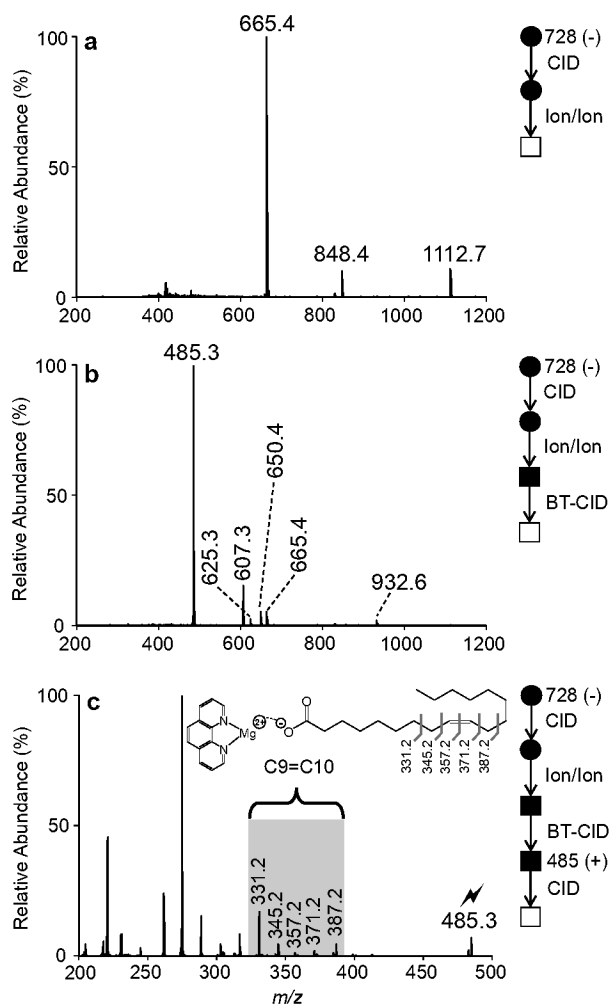 Relative Abundance (%)
100
50
0
a
665.4
848.4
1112.7
200 400 600 800 1000 1200
728 (-)
CID
Ion/Ion
Relative Abundance (%)
100
50
0
b
485.3
625.3
607.3
650.4
665.4
932.6
200 400 600 800 1000 1200
728 (-)
CID
Ion/Ion
BT-CID
Relative Abundance (%)
100
50
0
c
N
N
Mg
2+
O
O
331.2
345.2
357.2
371.2
387.2
C9=C10
331.2
345.2
357.2
371.2
387.2
485.3
200 250 300 350 400 450 500
m/z
728 (-)
CID
Ion/Ion
BT-CID
485 (+)
CID